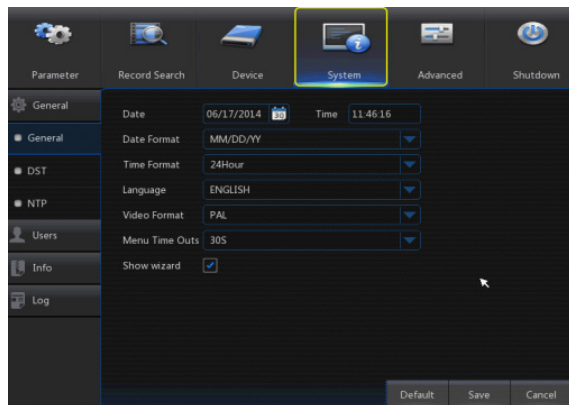 Parameter Record Search Device System Advanced Shutdown
General
General
DST
NTP
Users
Info
Log
Date 06/17/2014 30 Time 11:46:16
Date Format MM/DD/YY
Time Format 24Hour
Language ENGLISH
Video Format PAL
Menu Time Outs 30S
Show wizard
Default Save Cancel